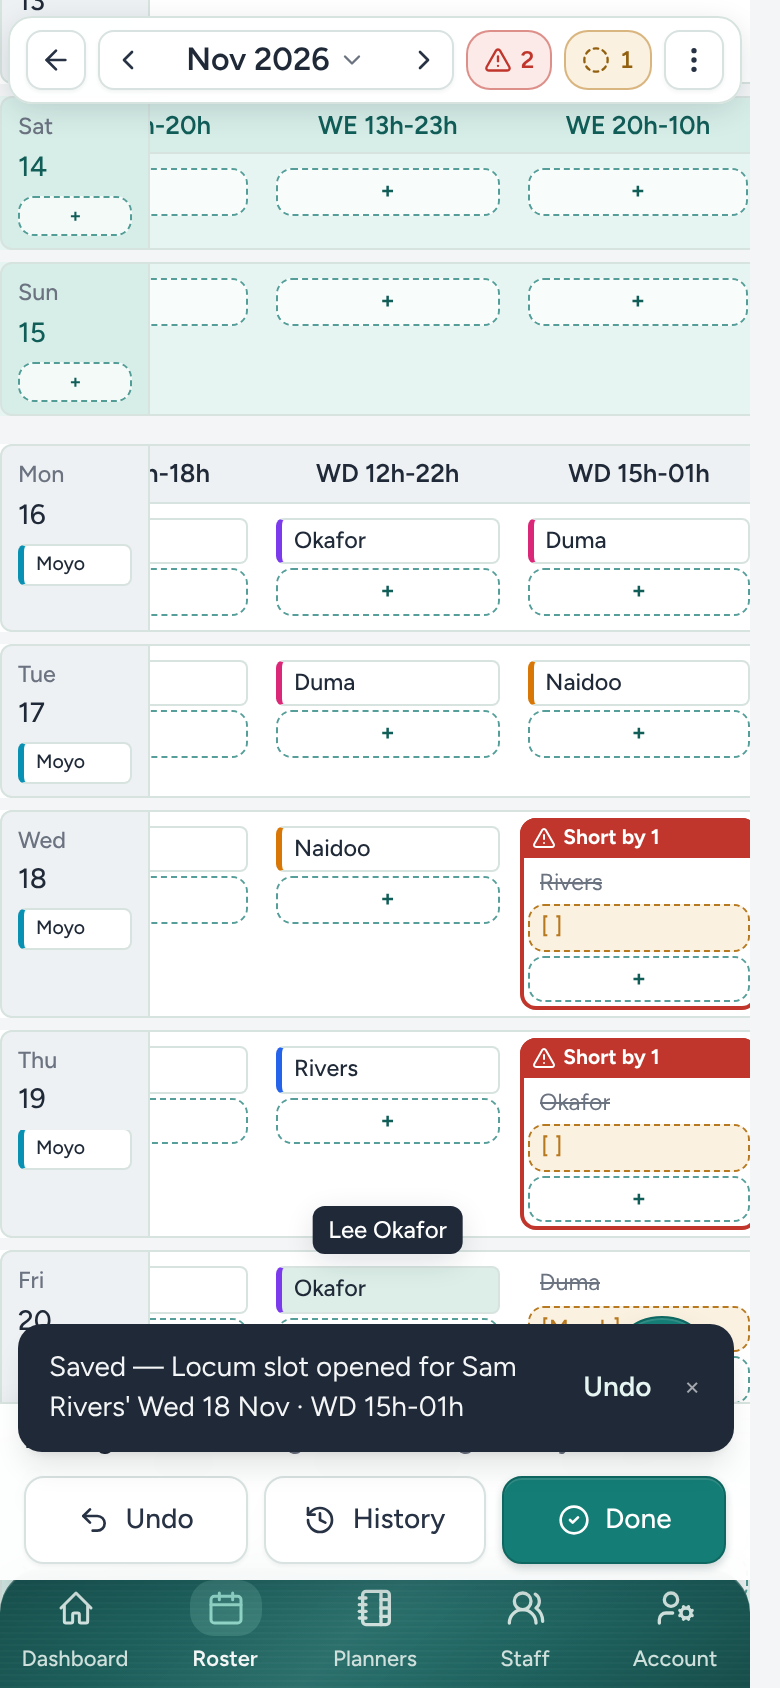 13
Nov 2026
2
1
Sat
14
+
-20h
WE 13h-23h
WE 20h-10h
+
+
Sun
15
+
+
+
Mon
16
Moyo
-18h
WD 12h-22h
WD 15h-01h
Okafor
Duma
+
+
Tue
17
Moyo
Duma
Naidoo
+
+
Wed
18
Moyo
Naidoo
+
Short by 1
Rivers
[ ]
+
Thu
19
Moyo
Rivers
+
Short by 1
Okafor
[ ]
+
Lee Okafor
Fri
20
Okafor
Duma
Saved — Locum slot opened for Sam
Rivers' Wed 18 Nov · WD 15h-01h
Undo
×
Undo
History
Done
Dashboard
Roster
Planners
Staff
Account